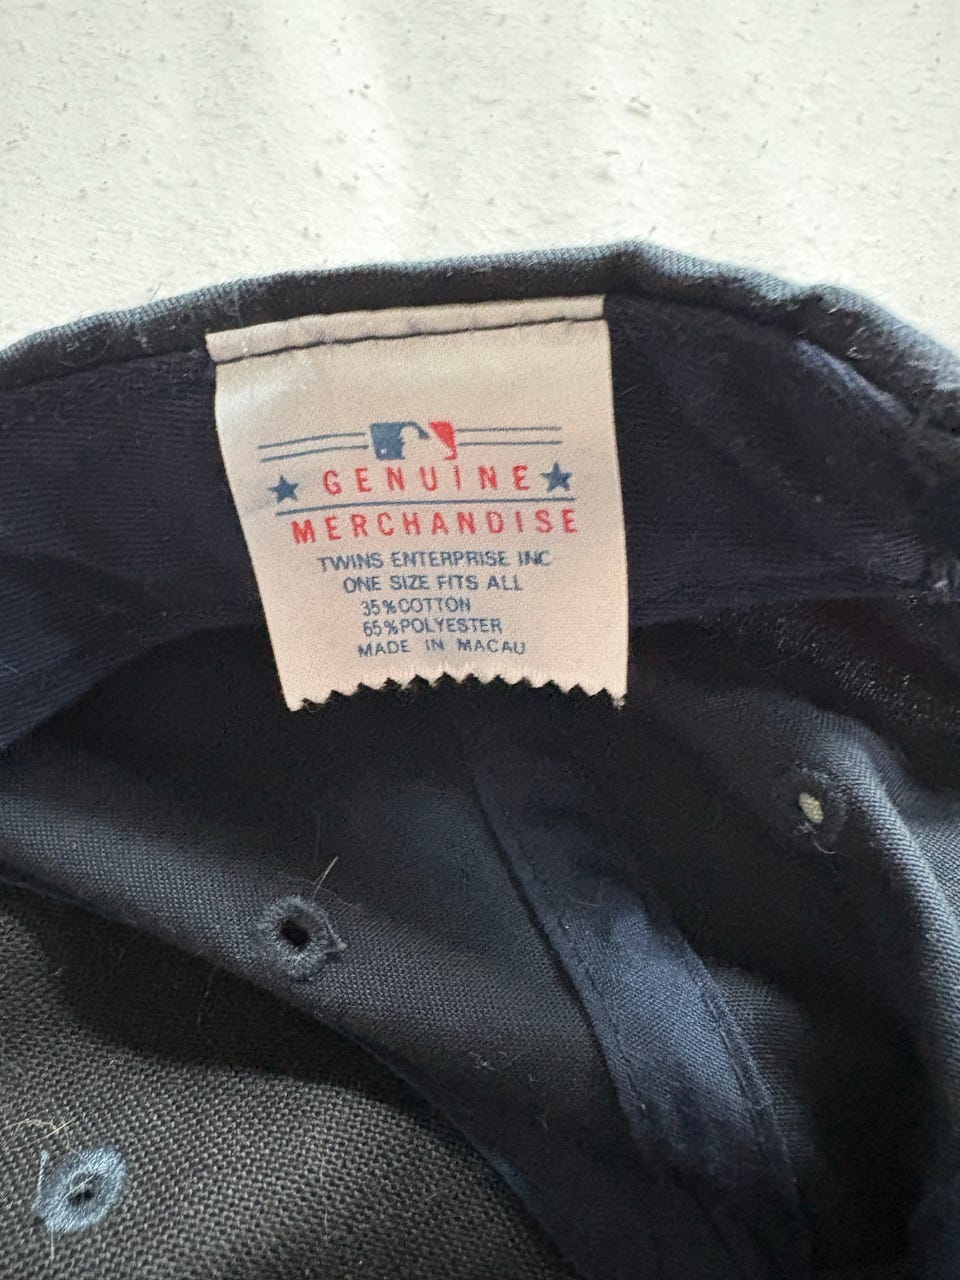 GENUINE
MERCHANDISE
TWINS ENTERPRISE INC
ONE SIZE FITS ALL
35%COTTON
65%POLYESTER
MADE IN MACAU